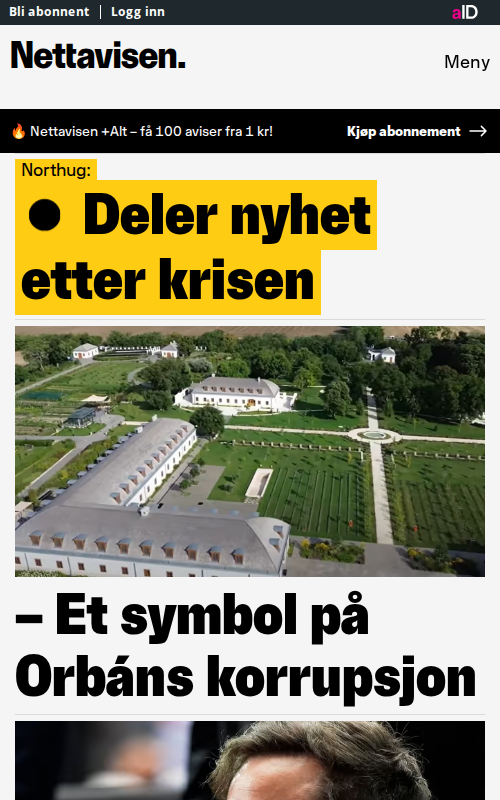 Bli abonnent | Logg inn
aID
Nettavisen.
Meny
🔥 Nettavisen +Alt – få 100 aviser fra 1 kr!
Kjøp abonnement →
Northug:
● Deler nyhet
etter krisen
– Et symbol på
Orbáns korrupsjon